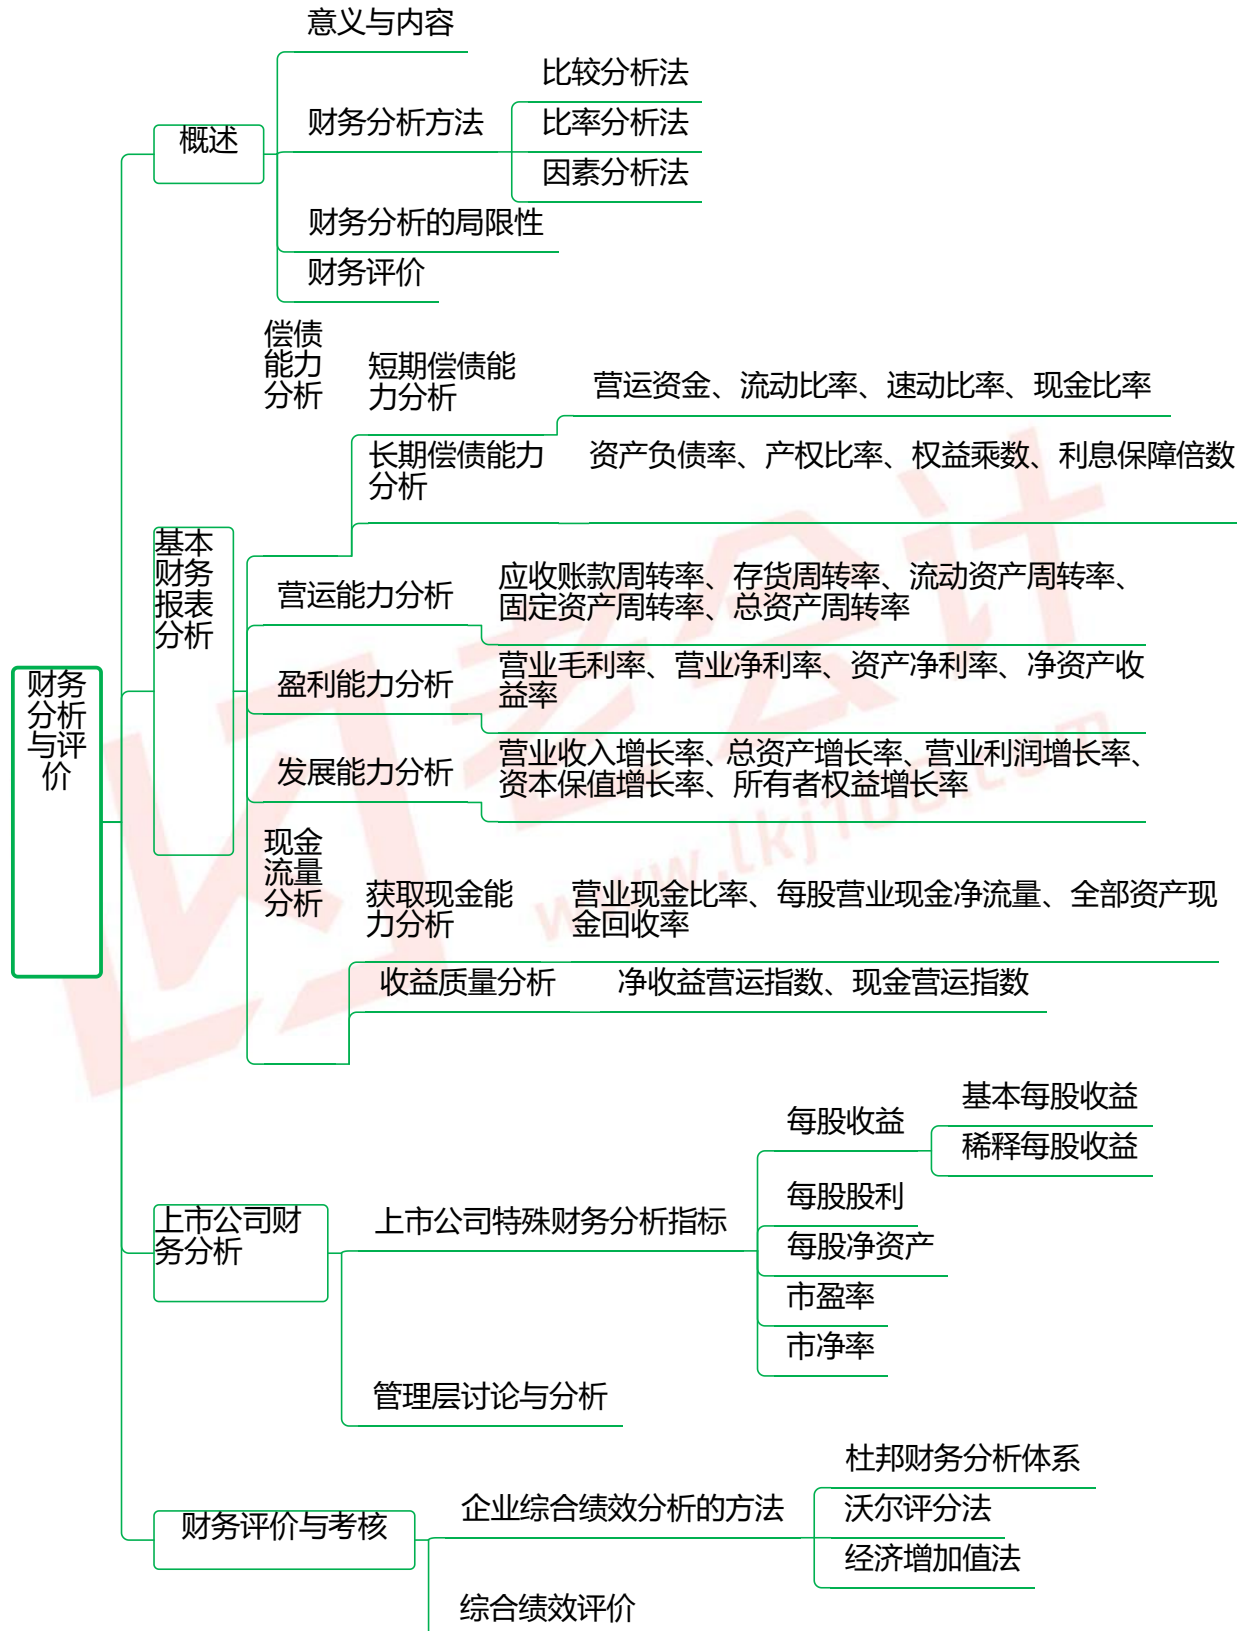 意义与内容
比较分析法
财务分析方法
比率分析法
概述
因素分析法
财务分析的局限性
财务评价
偿债
能力
分析
短期偿债能
力分析
营运资金、流动比率、速动比率、现金比率
长期偿债能力
分析
资产负债率、产权比率、权益乘数、利息保障倍数
基本
财务
报表
分析
营运能力分析
应收账款周转率、存货周转率、流动资产周转率、
固定资产周转率、总资产周转率
盈利能力分析
营业毛利率、营业净利率、资产净利率、净资产收
益率
财务
分析
与评
价
发展能力分析
营业收入增长率、总资产增长率、营业利润增长率、
资本保值增长率、所有者权益增长率
现金
流量
分析
获取现金能
力分析
营业现金比率、每股营业现金净流量、全部资产现
金回收率
收益质量分析
净收益营运指数、现金营运指数
基本每股收益
每股收益
稀释每股收益
每股股利
上市公司财
务分析
上市公司特殊财务分析指标
每股净资产
市盈率
市净率
管理层讨论与分析
杜邦财务分析体系
企业综合绩效分析的方法
沃尔评分法
财务评价与考核
经济增加值法
综合绩效评价
老会计
www.lkj100.com